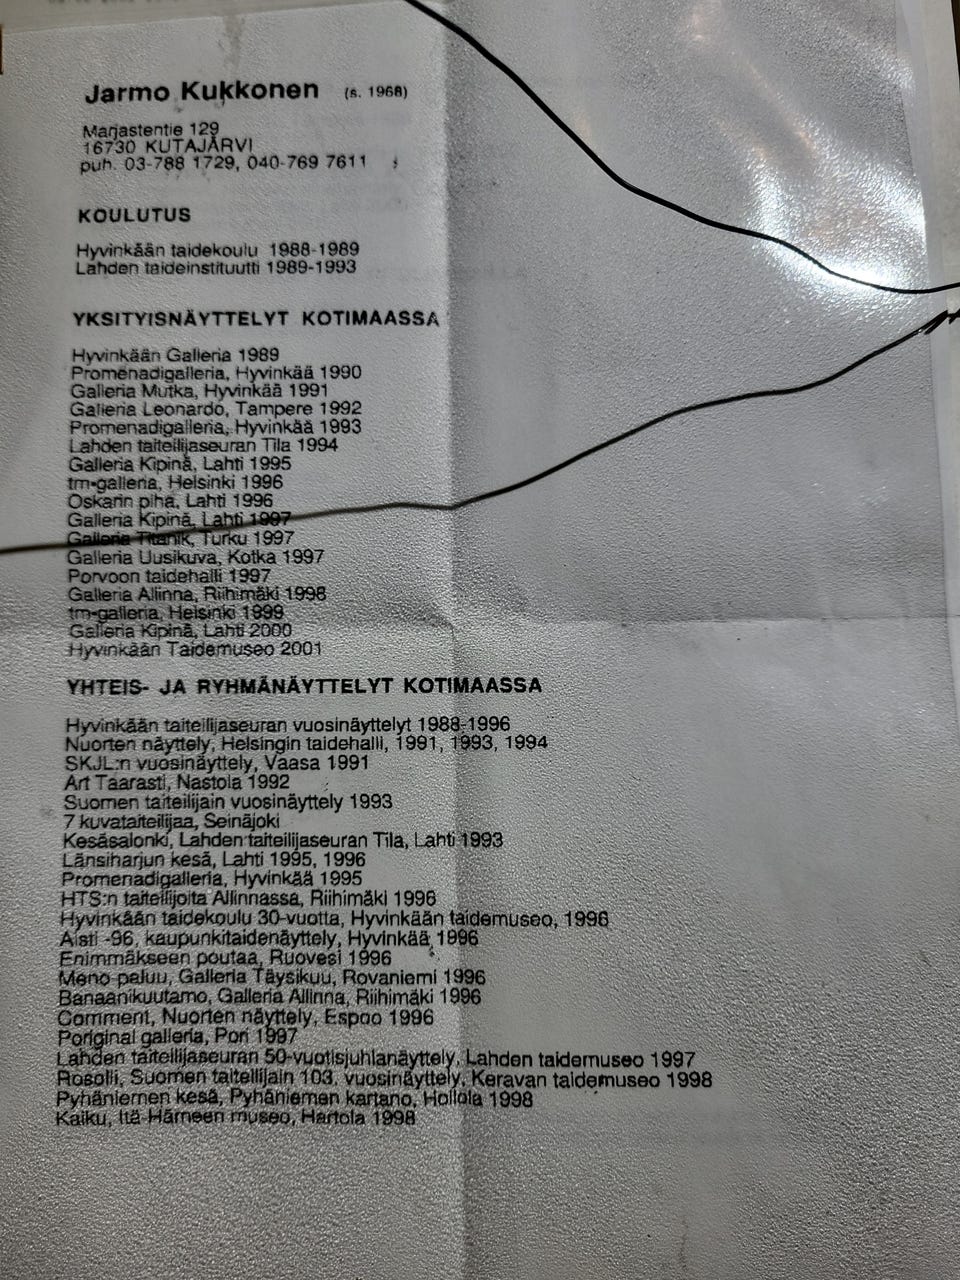 Jarmo Kukkonen (s. 1968)
Marjastentie 129
16730 KUTAJÄRVI
puh. 03-788 1729, 040-769 7611
KOULUTUS
Hyvinkään taidekoulu 1988-1989
Lahden taideinstituutti 1989-1993
YKSITYISNÄYTTELYT KOTIMAASSA
Hyvinkään Galleria 1989
Promenadigalleria, Hyvinkää 1990
Galleria Mutka, Hyvinkää 1991
Galleria Leonardo, Tampere 1992
Promenadigalleria, Hyvinkää 1993
Lahden taiteilijaseuran Tila 1994
Galleria Kipinä, Lahti 1995
tm-galleria, Helsinki 1996
Oskarin piha, Lahti 1996
Galleria Kipinä, Lahti 1997
Galleria Titanik, Turku 1997
Galleria Uusikuva, Kotka 1997
Porvoon taidehalli 1997
Galleria Allinna, Riihimäki 1998
tm-galleria, Helsinki 1999
Galleria Kipinä, Lahti 2000
Hyvinkään Taidemuseo 2001
YHTEIS- JA RYHMÄNÄYTTELYT KOTIMAASSA
Hyvinkään taiteilijaseuran vuosinäyttelyt 1988-1996
Nuorten näyttely, Helsingin taidehalli, 1991, 1993, 1994
SKJL:n vuosinäyttely, Vaasa 1991
Art Taarasti, Nastola 1992
Suomen taiteilijain vuosinäyttely 1993
7 kuvataiteilijaa, Seinäjoki
Kesäsalonki, Lahden taiteilijaseuran Tila, Lahti 1993
Länsiharjun kesä, Lahti 1995, 1996
Promenadigalleria, Hyvinkää 1995
HTS:n taiteilijoita Allinnassa, Riihimäki 1996
Hyvinkään taidekoulu 30-vuotta, Hyvinkään taidemuseo, 1996
Aisti -96, kaupunkitaidenäyttely, Hyvinkää 1996
Enimmäkseen poutaa, Ruovesi 1996
Meno paluu, Galleria Täysikuu, Rovaniemi 1996
Banaanikuutamo, Galleria Allinna, Riihimäki 1996
Comment, Nuorten näyttely, Espoo 1996
Poriginal galleria, Pori 1997
Lahden taiteilijaseuran 50-vuotisjuhlanäyttely, Lahden taidemuseo 1997
Rosolli, Suomen taiteilijain 103. vuosinäyttely, Keravan taidemuseo 1998
Pyhäniemen kesä, Pyhäniemen kartano, Hollola 1998
Kaiku, Itä-Hämeen museo, Hartola 1998